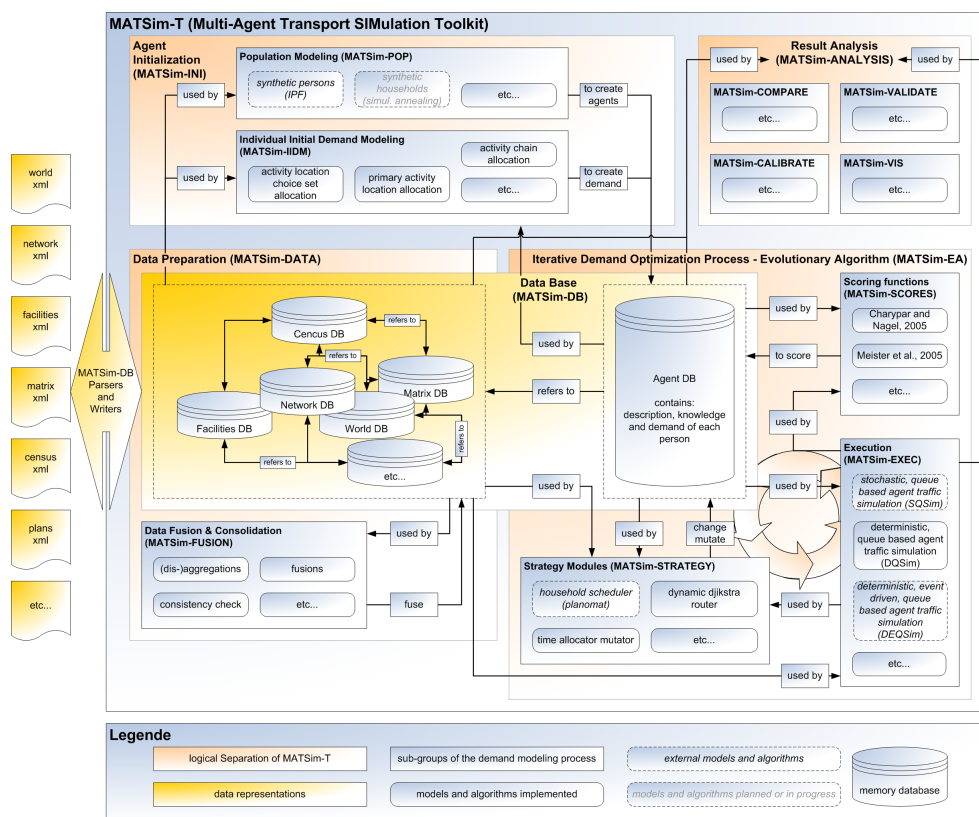 MATSim-T (Multi-Agent Transport SIMulation Toolkit)
Agent
Initialization
(MATSim-INI)
Population Modeling (MATSim-POP)
synthetic persons
(IPF)
synthetic
households
(simul. annealing)
etc...
used by
to create
agents
Individual Initial Demand Modeling
(MATSim-IIDM)
activity chain
allocation
activity location
choice set
allocation
primary activity
location allocation
etc...
used by
to create
demand
Result Analysis
(MATSim-ANALYSIS)
used by
used by
MATSim-COMPARE
etc...
MATSim-VALIDATE
etc...
MATSim-CALIBRATE
etc...
MATSim-VIS
etc...
world
xml
network
xml
facilities
xml
matrix
xml
census
xml
plans
xml
etc...
MATSim-DB
Parsers
and
Writers
Data Preparation (MATSim-DATA)
Data Base
(MATSim-DB)
Cencus DB
refers to
refers to
Matrix DB
Network DB
World DB
Facilities DB
refers to
refers to
etc...
used by
refers to
Agent DB
contains:
description, knowledge
and demand of each
person
Iterative Demand Optimization Process - Evolutionary Algorithm (MATSim-EA)
used by
to score
used by
Scoring functions
(MATSim-SCORES)
Charypar and
Nagel, 2005
Meister et al., 2005
etc...
Execution
(MATSim-EXEC)
stochastic, queue
based agent traffic
simulation (SQSim)
deterministic,
queue based agent
traffic simulation
(DQSim)
deterministic, event
driven, queue
based agent traffic
simulation
(DEQSim)
etc...
used by
used by
used by
used by
used by
change
mutate
Data Fusion & Consolidation
(MATSim-FUSION)
(dis-)aggregations
fusions
consistency check
etc...
used by
fuse
Strategy Modules (MATSim-STRATEGY)
household scheduler
(planomat)
dynamic djikstra
router
time allocator mutator
etc...
Legende
logical Separation of MATSim-T
sub-groups of the demand modeling process
external models and algorithms
data representations
models and algorithms implemented
models and algorithms planned or in progress
memory database